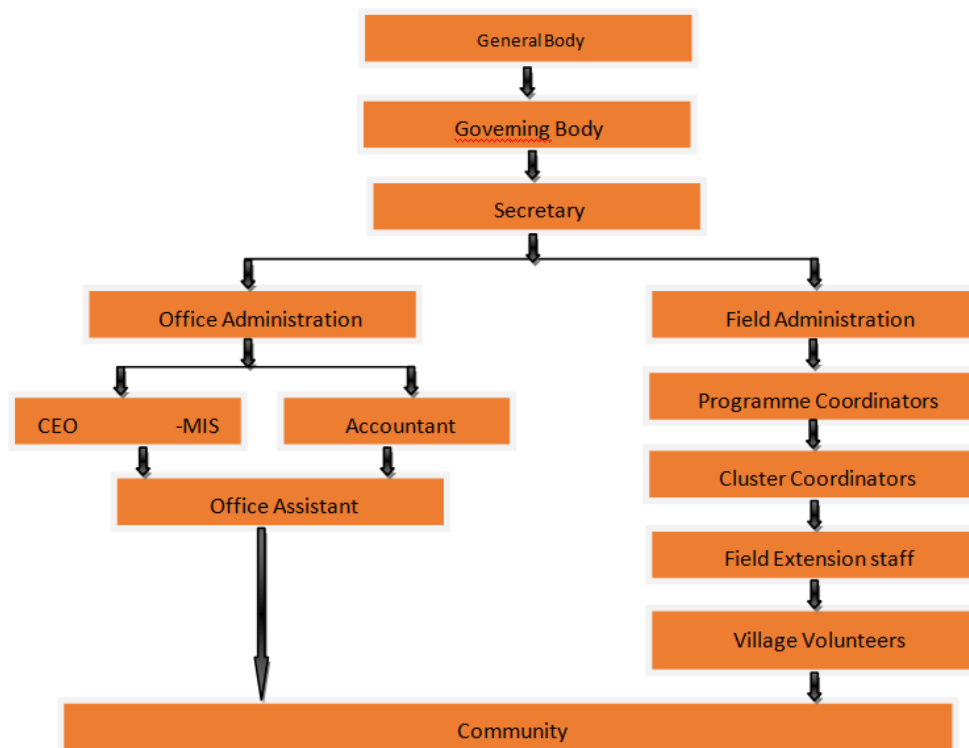 General Body
Governing Body
Secretary
Office Administration
Field Administration
CEO -MIS
Accountant
Programme Coordinators
Office Assistant
Cluster Coordinators
Field Extension staff
Village Volunteers
Community